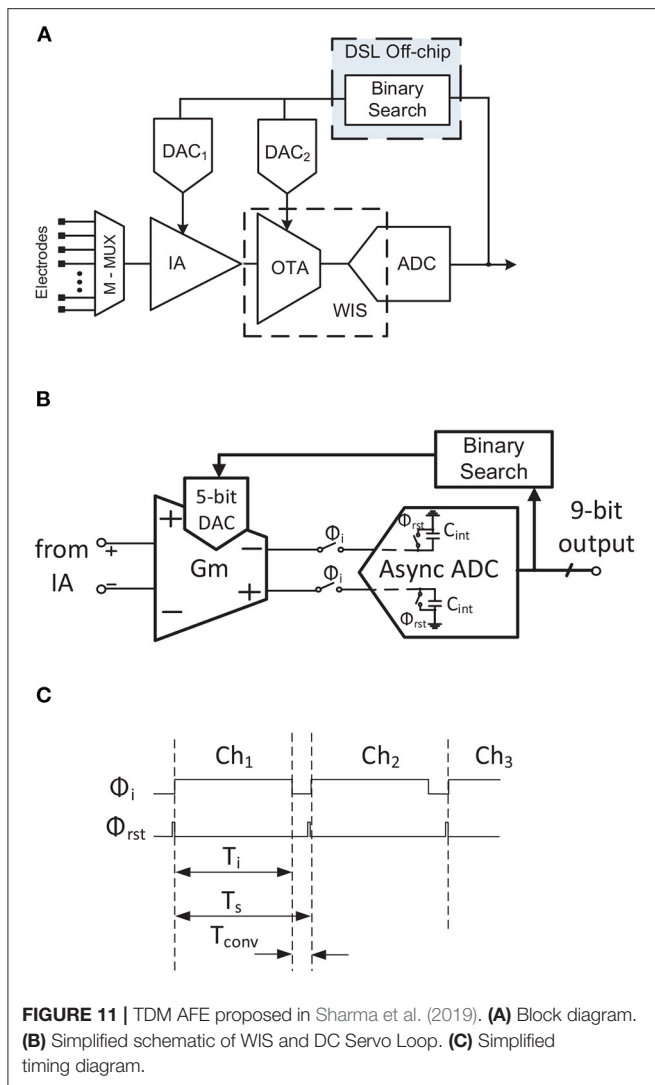 A
DSL Off-chip
Binary
Search
DAC₁
DAC₂
Electrodes
M - MUX
IA
OTA
ADC
WIS
B
Binary
Search
5-bit
DAC
9-bit
output
from
IA
+
−
+
−
Gm
−
+
Φi
Φi
Φrst
Cint
Async ADC
Cint
Φrst
C
Ch₁
Ch₂
Ch₃
Φi
Φrst
Ti
Ts
Tconv
FIGURE 11 | TDM AFE proposed in Sharma et al. (2019). (A) Block diagram.
(B) Simplified schematic of WIS and DC Servo Loop. (C) Simplified
timing diagram.